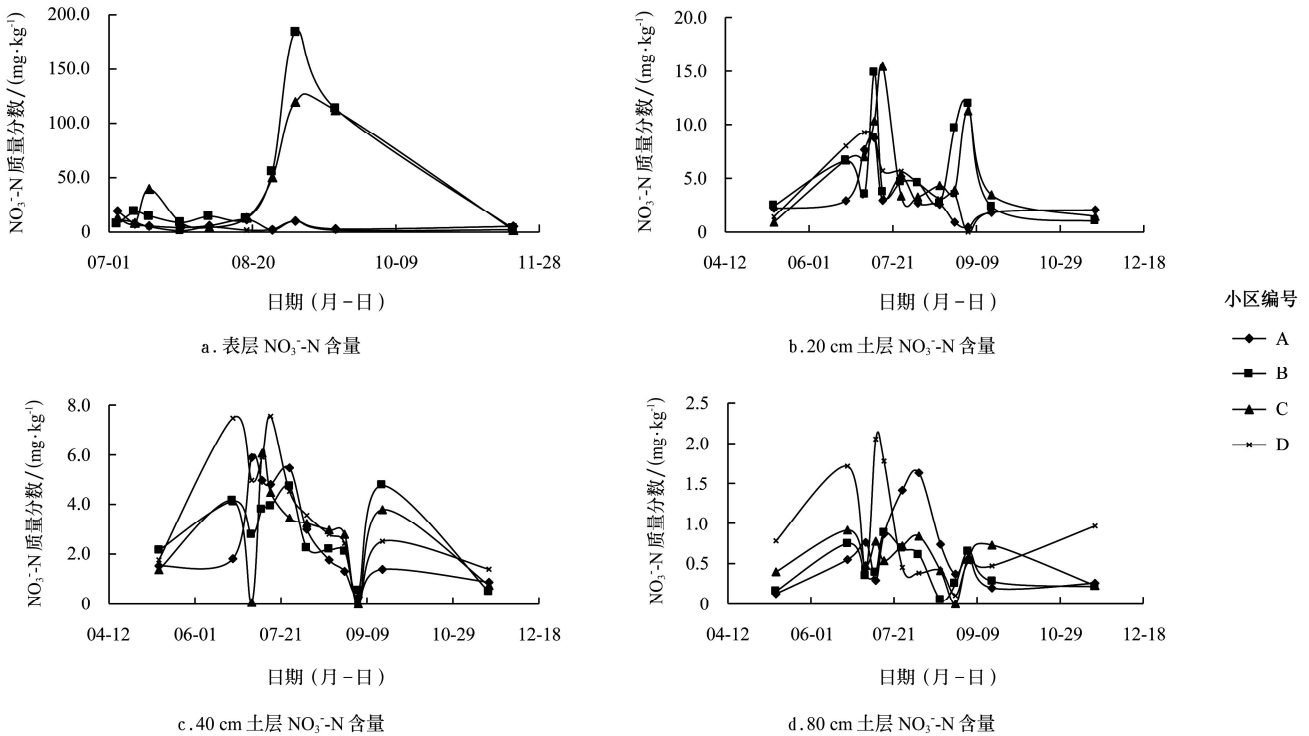 NO₃⁻-N 质量分数/(mg·kg⁻¹)
200.0
150.0
100.0
50.0
0
07-01 08-20 10-09 11-28
日期 (月-日)
a.表层 NO₃⁻-N 含量
NO₃⁻-N 质量分数/(mg·kg⁻¹)
20.0
15.0
10.0
5.0
0
04-12 06-01 07-21 09-09 10-29 12-18
日期 (月-日)
b.20 cm 土层 NO₃⁻-N 含量
小区编号
A
B
C
D
NO₃⁻-N 质量分数/(mg·kg⁻¹)
8.0
6.0
4.0
2.0
0
04-12 06-01 07-21 09-09 10-29 12-18
日期 (月-日)
c.40 cm 土层 NO₃⁻-N 含量
NO₃⁻-N 质量分数/(mg·kg⁻¹)
2.5
2.0
1.5
1.0
0.5
0
04-12 06-01 07-21 09-09 10-29 12-18
日期 (月-日)
d.80 cm 土层 NO₃⁻-N 含量